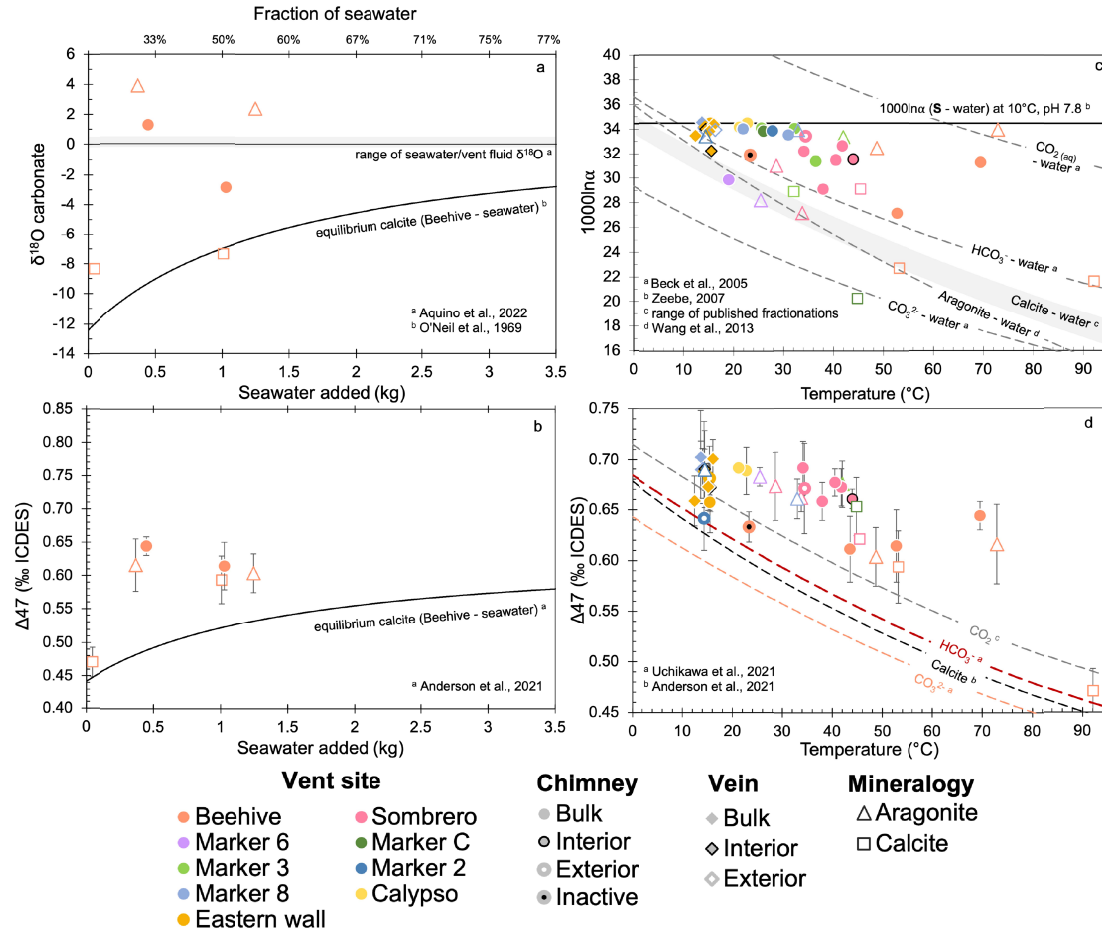 Fraction of seawater
33% 50% 60% 67% 71% 75% 77%
6
4
2
0
-2
-4
-6
-8
-10
-12
-14
δ18O carbonate
a
range of seawater/vent fluid δ18O a
equilibrium calcite (Beehive - seawater) b
a Aquino et al., 2022
b O'Neil et al., 1969
0 0.5 1 1.5 2 2.5 3 3.5
Seawater added (kg)
40
38
36
34
32
30
28
26
24
22
20
18
16
1000lnα
c
1000lnα (S - water) at 10°C, pH 7.8 b
CO2 (aq)
- water a
HCO3- - water a
Calcite - water c
Aragonite - water d
CO32- - water a
a Beck et al., 2005
b Zeebe, 2007
c range of published fractionations
d Wang et al., 2013
0 10 20 30 40 50 60 70 80 90
Temperature (°C)
0.85
0.80
0.75
0.70
0.65
0.60
0.55
0.50
0.45
0.40
Δ47 (‰ ICDES)
b
equilibrium calcite (Beehive - seawater) a
a Anderson et al., 2021
0 0.5 1 1.5 2 2.5 3 3.5
Seawater added (kg)
0.75
0.70
0.65
0.60
0.55
0.50
0.45
Δ47 (‰ ICDES)
d
CO2 c
HCO3- a
Calcite b
CO32- a
a Uchikawa et al., 2021
b Anderson et al., 2021
0 10 20 30 40 50 60 70 80 90
Temperature (°C)
Vent site
Beehive
Marker 6
Marker 3
Marker 8
Eastern wall
Sombrero
Marker C
Marker 2
Calypso
Chimney
Bulk
Interior
Exterior
Inactive
Vein
Bulk
Interior
Exterior
Mineralogy
Aragonite
Calcite